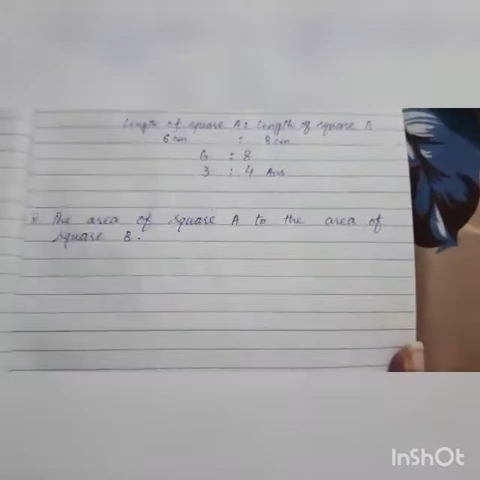 Length of square A : Length of square B
6 cm : 8 cm
6 : 8
3 : 4 Ans
ii The area of square A to the area of
square B.
InShOt